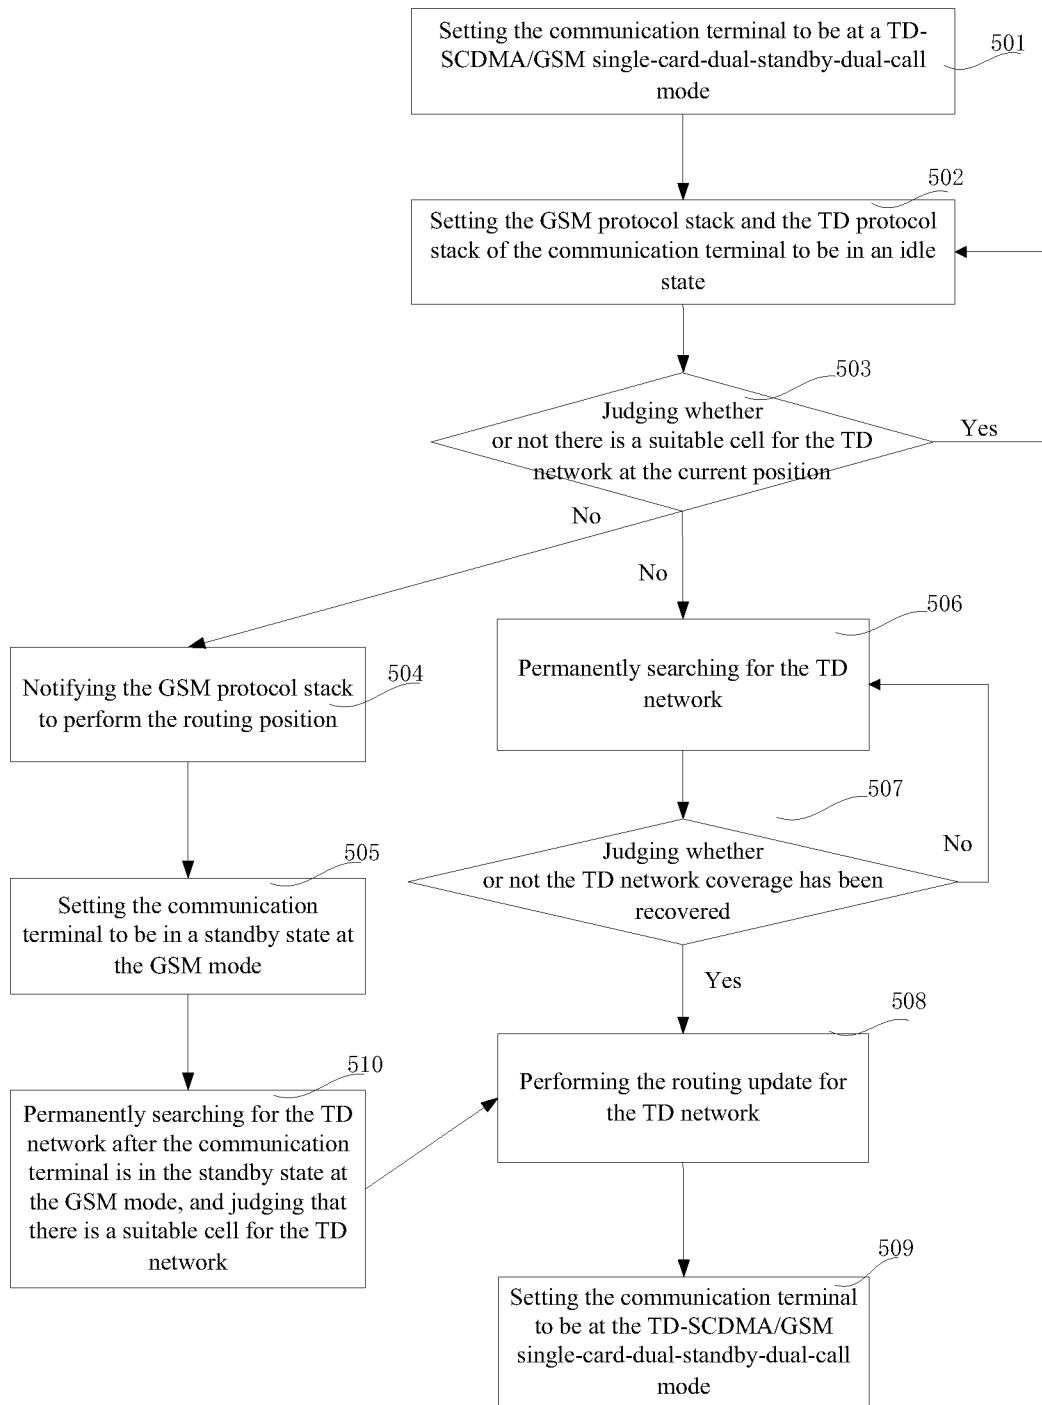 Setting the communication terminal to be at a TD-
SCDMA/GSM single-card-dual-standby-dual-call
mode
501
502
Setting the GSM protocol stack and the TD protocol
stack of the communication terminal to be in an idle
state
503
Judging whether
or not there is a suitable cell for the TD
network at the current position
Yes
No
No
506
Permanently searching for the TD
network
504
Notifying the GSM protocol stack
to perform the routing position
507
Judging whether
or not the TD network coverage has been
recovered
No
505
Setting the communication
terminal to be in a standby state at
the GSM mode
Yes
508
Performing the routing update for
the TD network
510
Permanently searching for the TD
network after the communication
terminal is in the standby state at
the GSM mode, and judging that
there is a suitable cell for the TD
network
509
Setting the communication terminal
to be at the TD-SCDMA/GSM
single-card-dual-standby-dual-call
mode